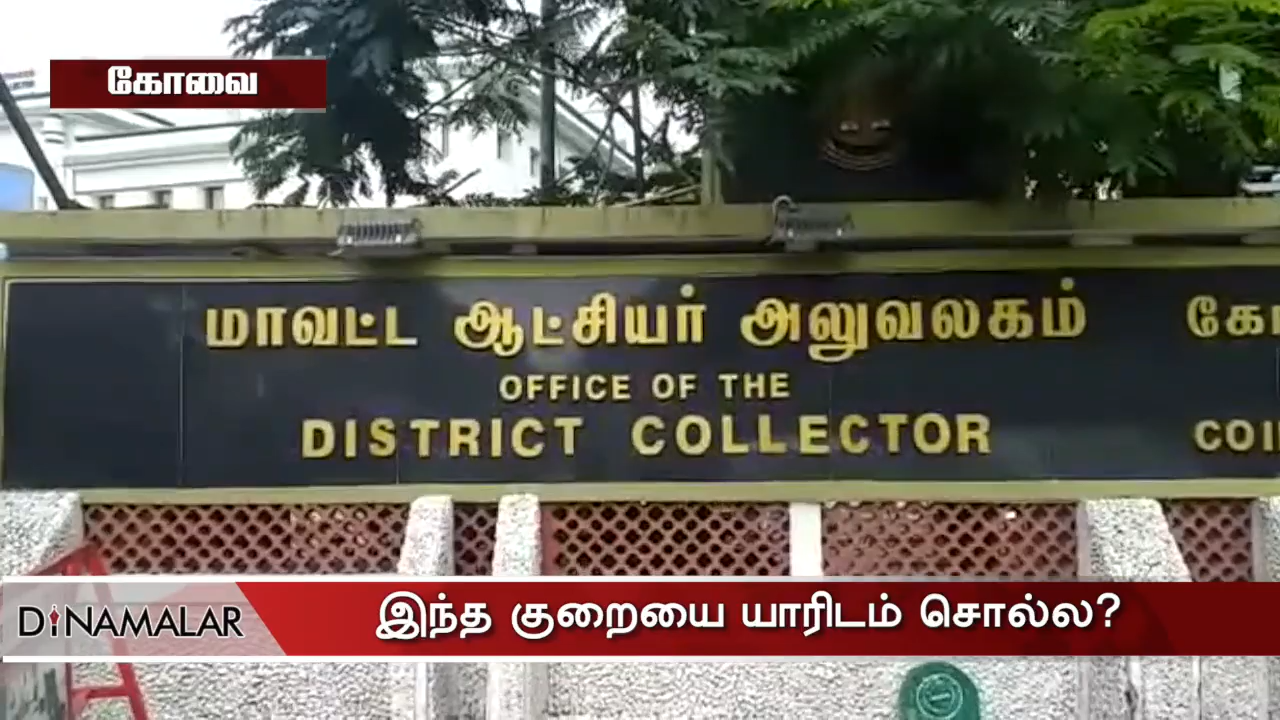 கோவை
மாவட்ட ஆட்சியர் அலுவலகம்
OFFICE OF THE
DISTRICT COLLECTOR
DINAMALAR
இந்த குறையை யாரிடம் சொல்ல?